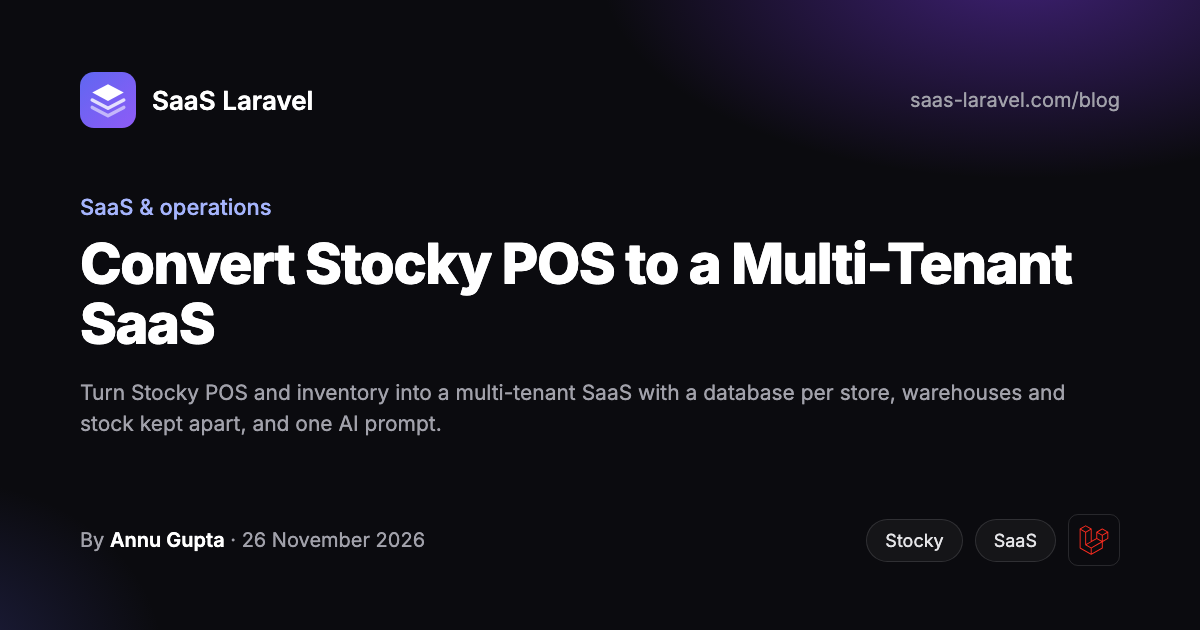 SaaS Laravel
saas-laravel.com/blog
SaaS & operations
Convert Stocky POS to a Multi-Tenant
SaaS
Turn Stocky POS and inventory into a multi-tenant SaaS with a database per store, warehouses and
stock kept apart, and one AI prompt.
By Annu Gupta · 26 November 2026
Stocky
SaaS